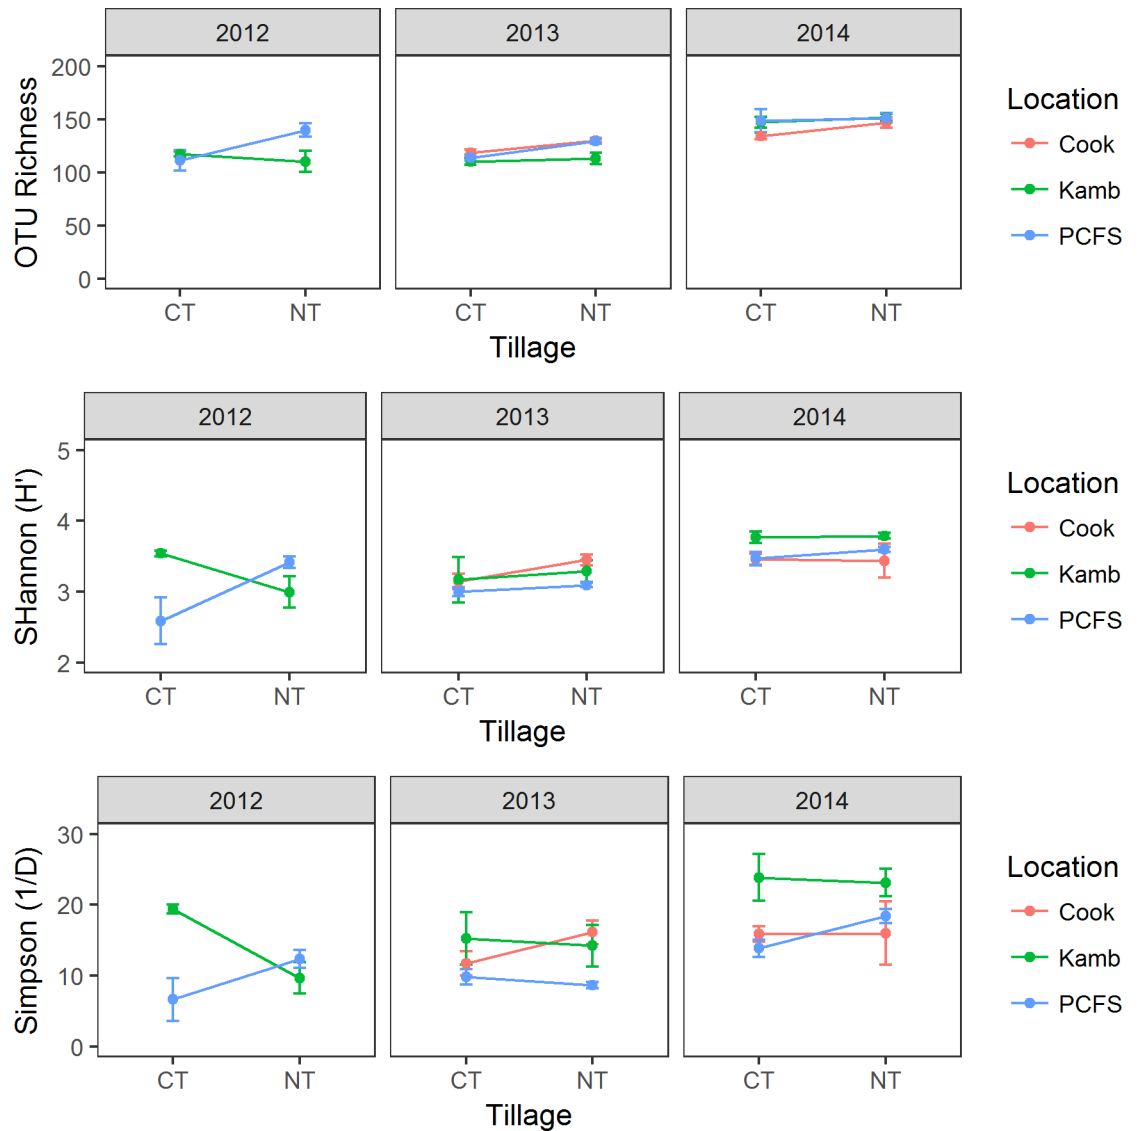 2012 2013 2014
200
150
100
50
0
OTU Richness
CT NT CT NT CT NT
Tillage
Location
Cook
Kamb
PCFS
2012 2013 2014
5
4
3
2
SHannon (H')
CT NT CT NT CT NT
Tillage
Location
Cook
Kamb
PCFS
2012 2013 2014
30
20
10
0
Simpson (1/D)
CT NT CT NT CT NT
Tillage
Location
Cook
Kamb
PCFS